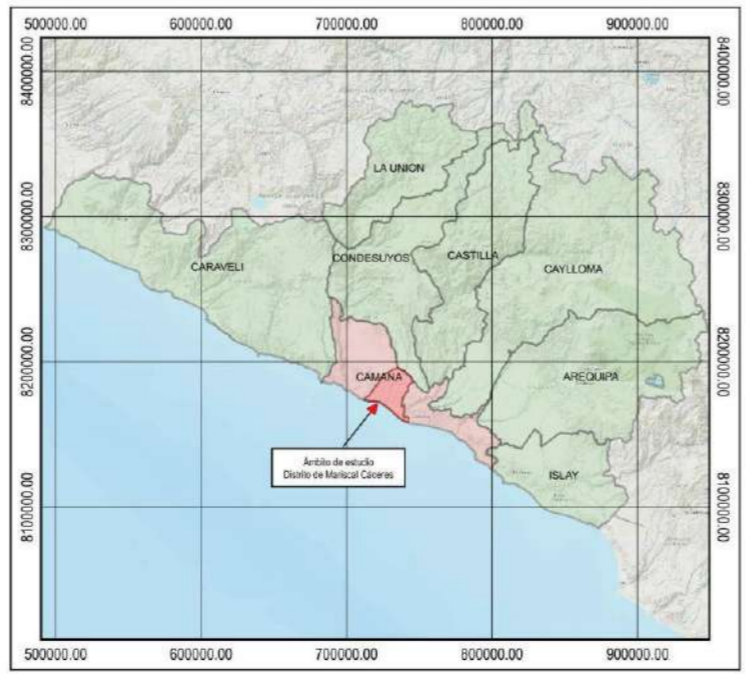 500000.00 600000.00 700000.00 800000.00 900000.00
8400000.00 8400000.00
LA UNION
8300000.00 8300000.00
CARAVELI CONDESUYOS CASTILLA CAYLLOMA
8200000.00 8200000.00
CAMANA AREQUIPA
Ámbito de estudio
Distrito de Mariscal Cáceres
ISLAY
8100000.00 8100000.00
500000.00 600000.00 700000.00 800000.00 900000.00